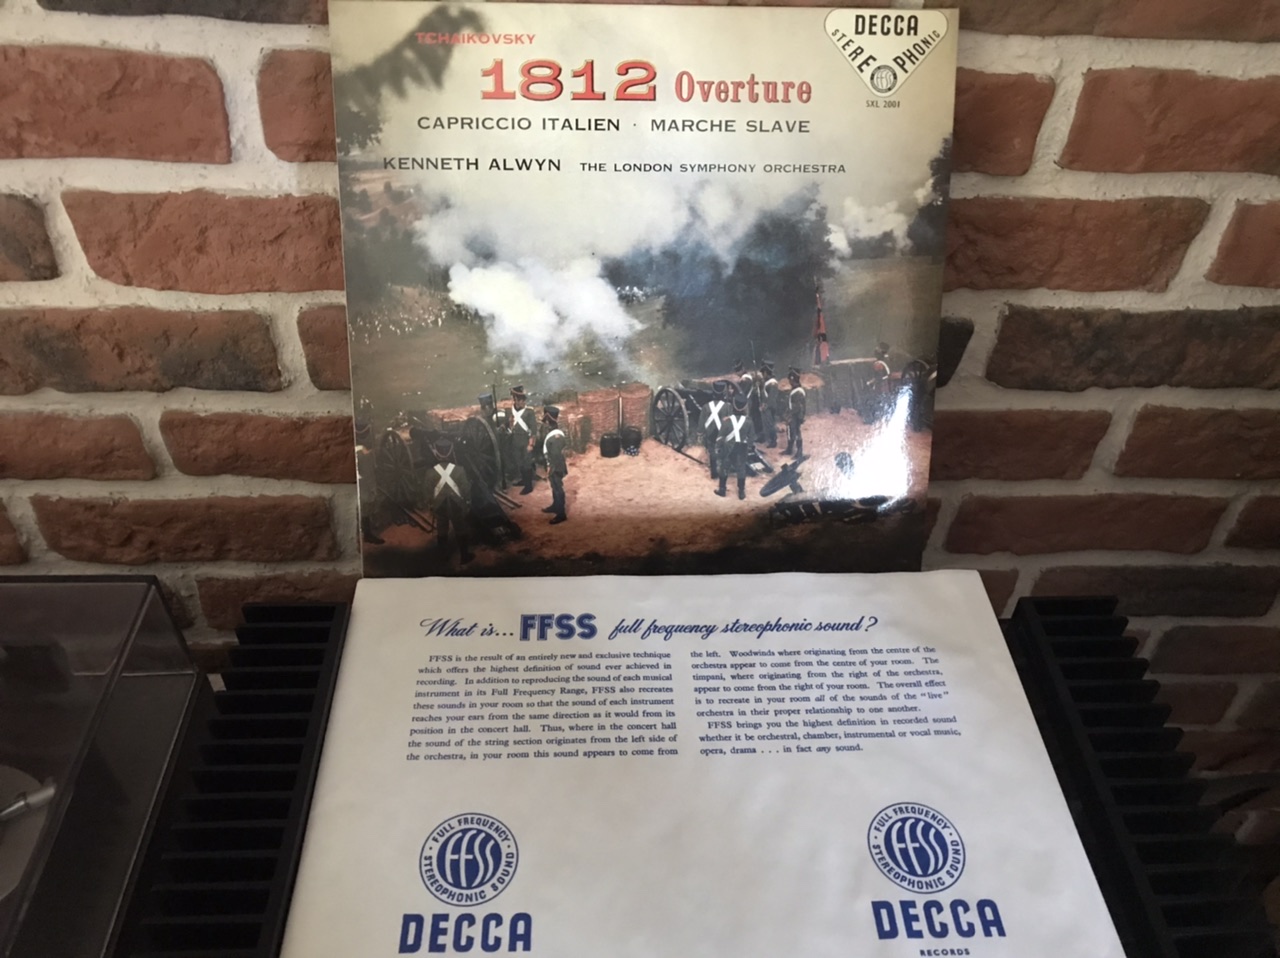 TCHAIKOVSKY
1812 Overture
CAPRICCIO ITALIEN · MARCHE SLAVE
KENNETH ALWYN THE LONDON SYMPHONY ORCHESTRA
DECCA
STEREOPHONIC
SXL 2001
What is... FFSS full frequency stereophonic sound?
FFSS is the result of an entirely new and exclusive technique
which offers the highest definition of sound ever achieved in
recording. In addition to reproducing the sound of each musical
instrument in its Full Frequency Range, FFSS also recreates
these sounds in your room so that the sound of each instrument
reaches your ears from the same direction as it would from its
position in the concert hall. Thus, where in the concert hall
the sound of the string section originates from the left side of
the orchestra, in your room this sound appears to come from
the left. Woodwinds where originating from the centre of the
orchestra appear to come from the centre of your room. The
timpani, where originating from the right of the orchestra,
appear to come from the right of your room. The overall effect
is to recreate in your room all of the sounds of the "live"
orchestra in their proper relationship to one another.
FFSS brings you the highest definition in recorded sound
whether it be orchestral, chamber, instrumental or vocal music,
opera, drama . . . in fact any sound.
FULL FREQUENCY
FFSS
STEREOPHONIC SOUND
DECCA
FULL FREQUENCY
FFSS
STEREOPHONIC SOUND
DECCA
RECORDS